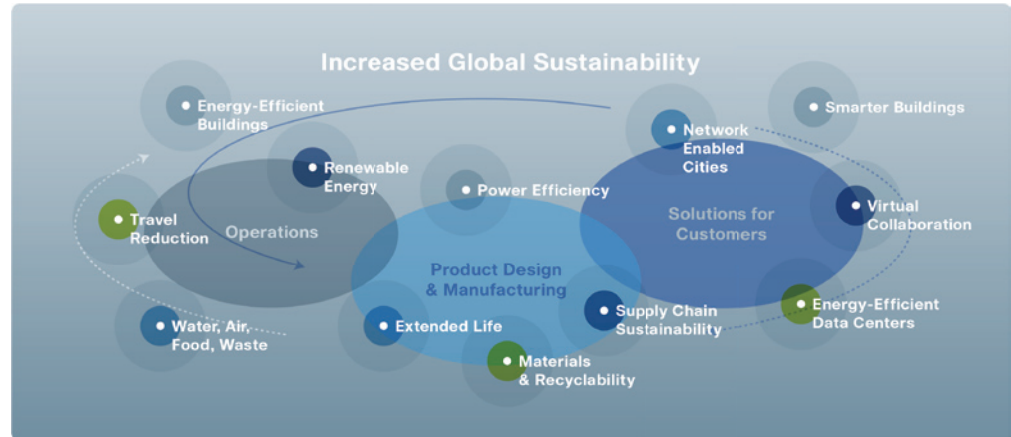 Increased Global Sustainability
Energy-Efficient
Buildings
Smarter Buildings
Network
Enabled
Cities
Renewable
Energy
Power Efficiency
Travel
Reduction
Operations
Solutions for
Customers
Virtual
Collaboration
Product Design
& Manufacturing
Water, Air,
Food, Waste
Extended Life
Supply Chain
Sustainability
Energy-Efficient
Data Centers
Materials
& Recyclability